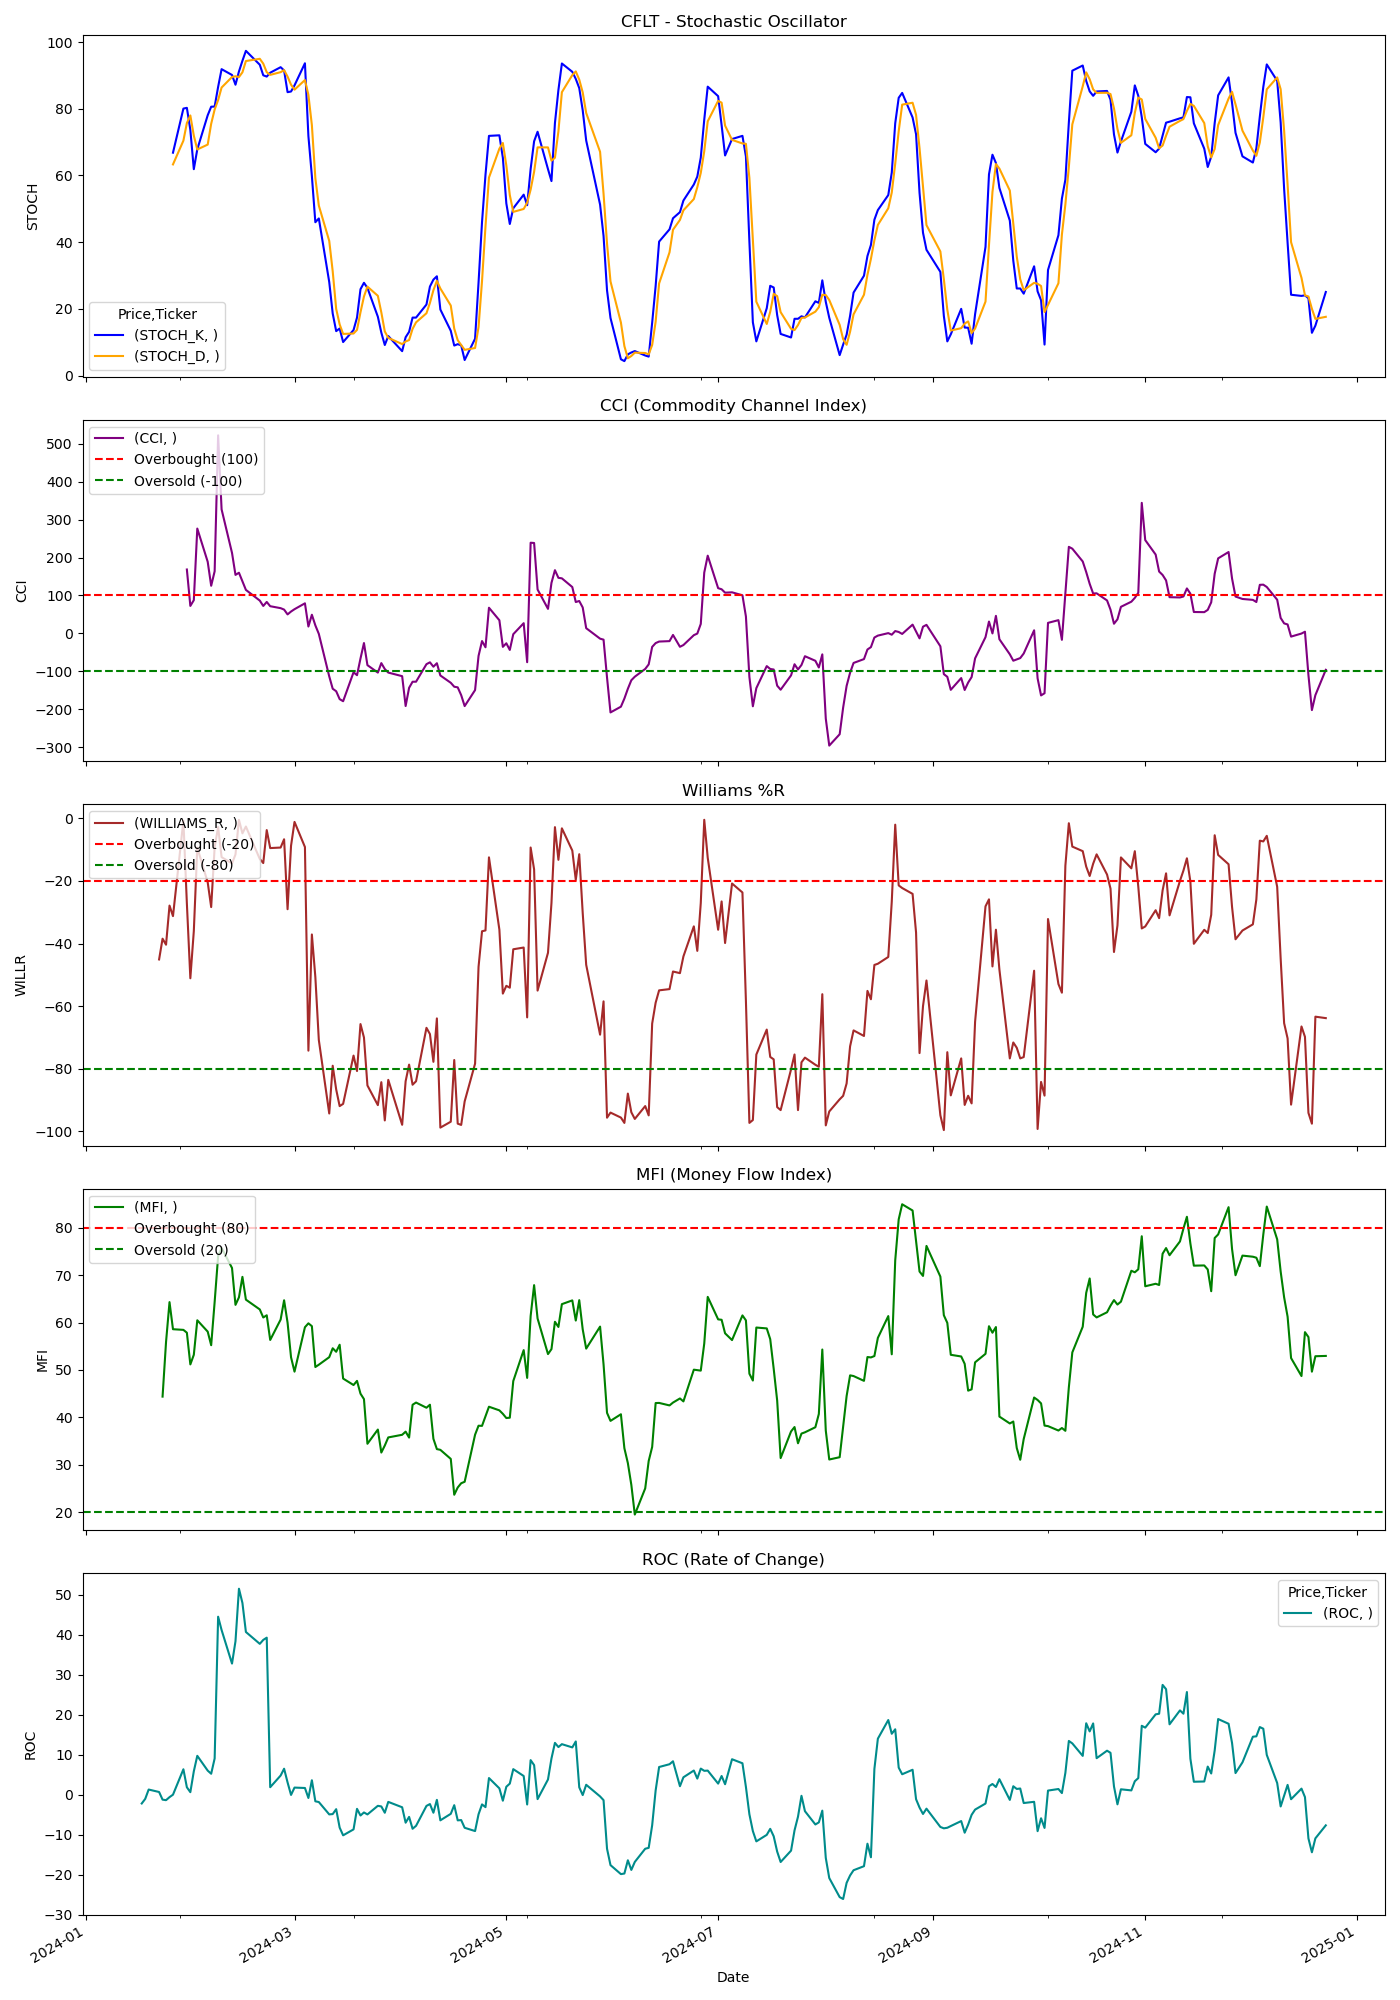 CFLT - Stochastic Oscillator
100
80
60
40
20
0
STOCH
Price,Ticker
(STOCH_K, )
(STOCH_D, )
CCI (Commodity Channel Index)
500
400
300
200
100
0
−100
−200
−300
CCI
(CCI, )
Overbought (100)
Oversold (-100)
Williams %R
0
−20
−40
−60
−80
−100
WILLR
(WILLIAMS_R, )
Overbought (-20)
Oversold (-80)
MFI (Money Flow Index)
80
70
60
50
40
30
20
MFI
(MFI, )
Overbought (80)
Oversold (20)
ROC (Rate of Change)
50
40
30
20
10
0
−10
−20
−30
ROC
Price,Ticker
(ROC, )
2024-01
2024-03
2024-05
2024-07
2024-09
2024-11
2025-01
Date